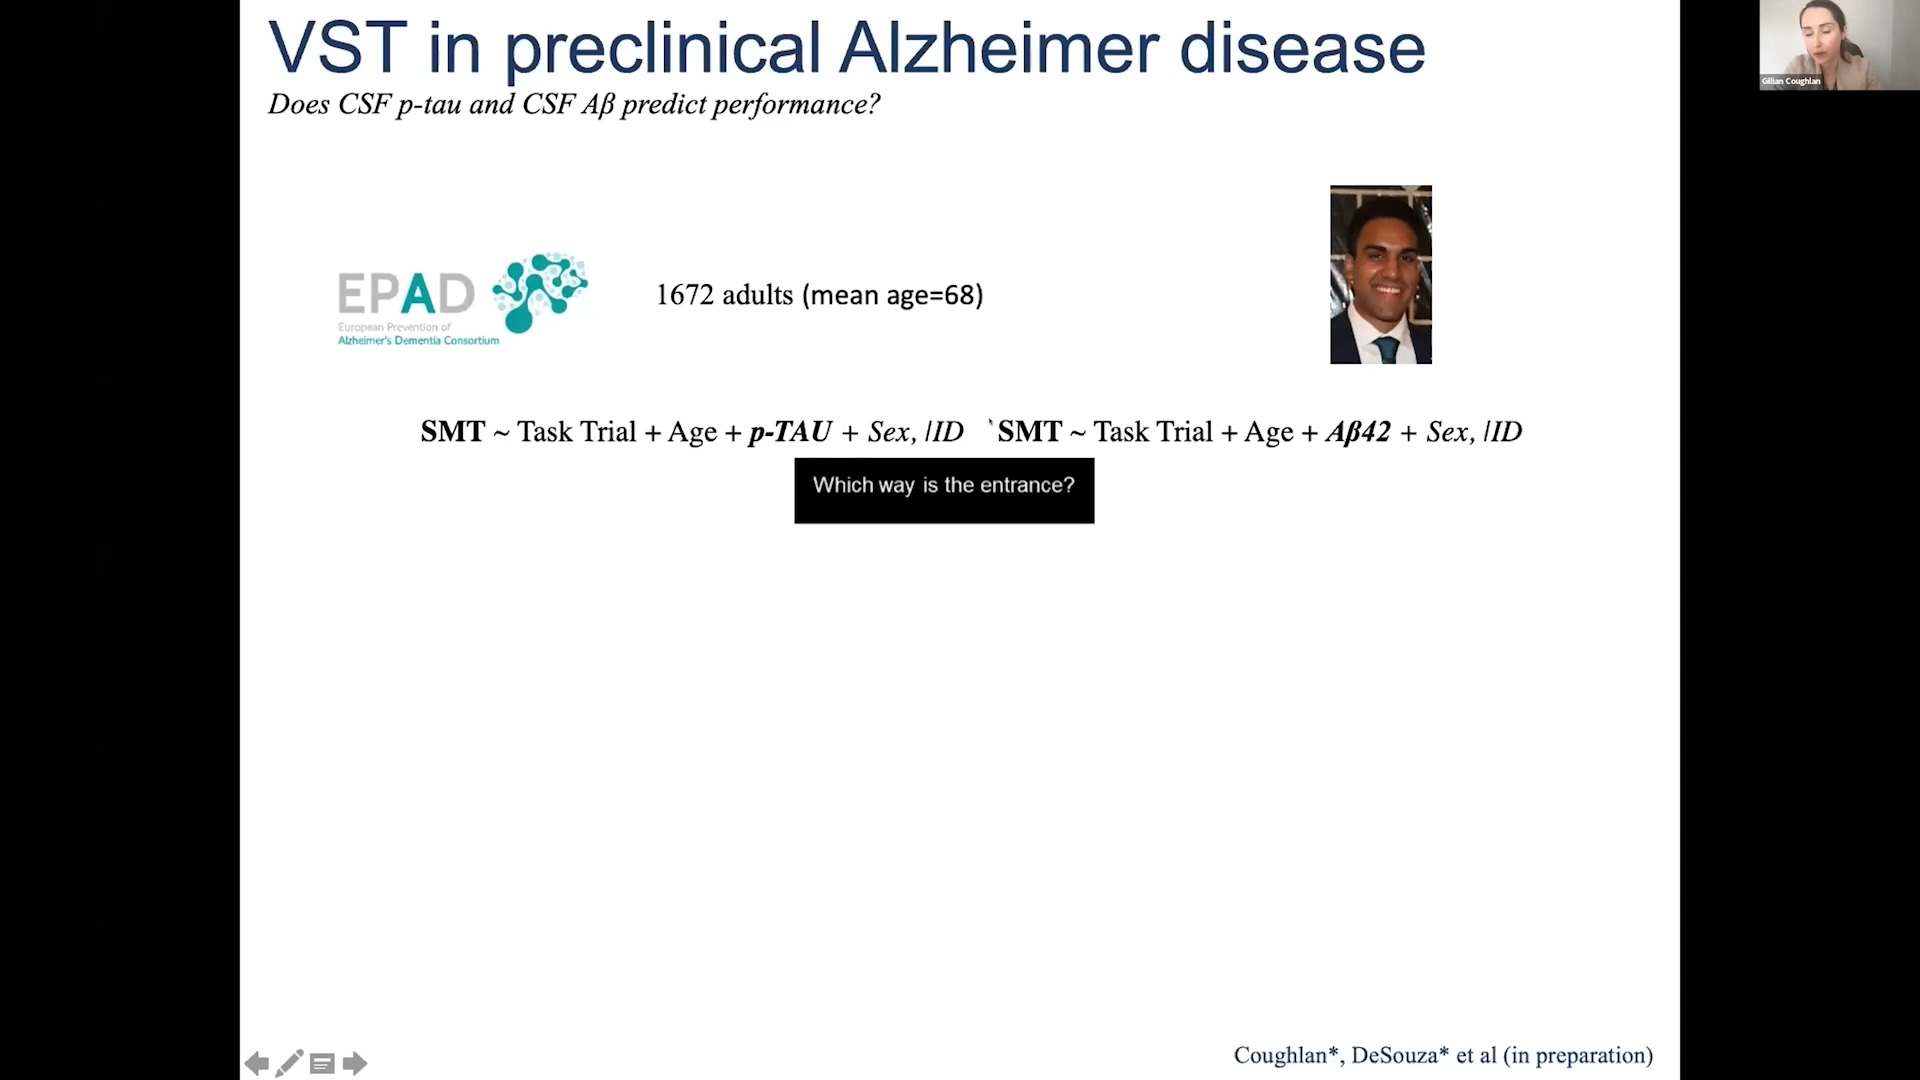 VST in preclinical Alzheimer disease
Does CSF p-tau and CSF Aβ predict performance?
Gillian Coughlan
EPAD
European Prevention of
Alzheimer's Dementia Consortium
1672 adults (mean age=68)
SMT ~ Task Trial + Age + p-TAU + Sex, /ID
SMT ~ Task Trial + Age + Aβ42 + Sex, /ID
Which way is the entrance?
Coughlan*, DeSouza* et al (in preparation)